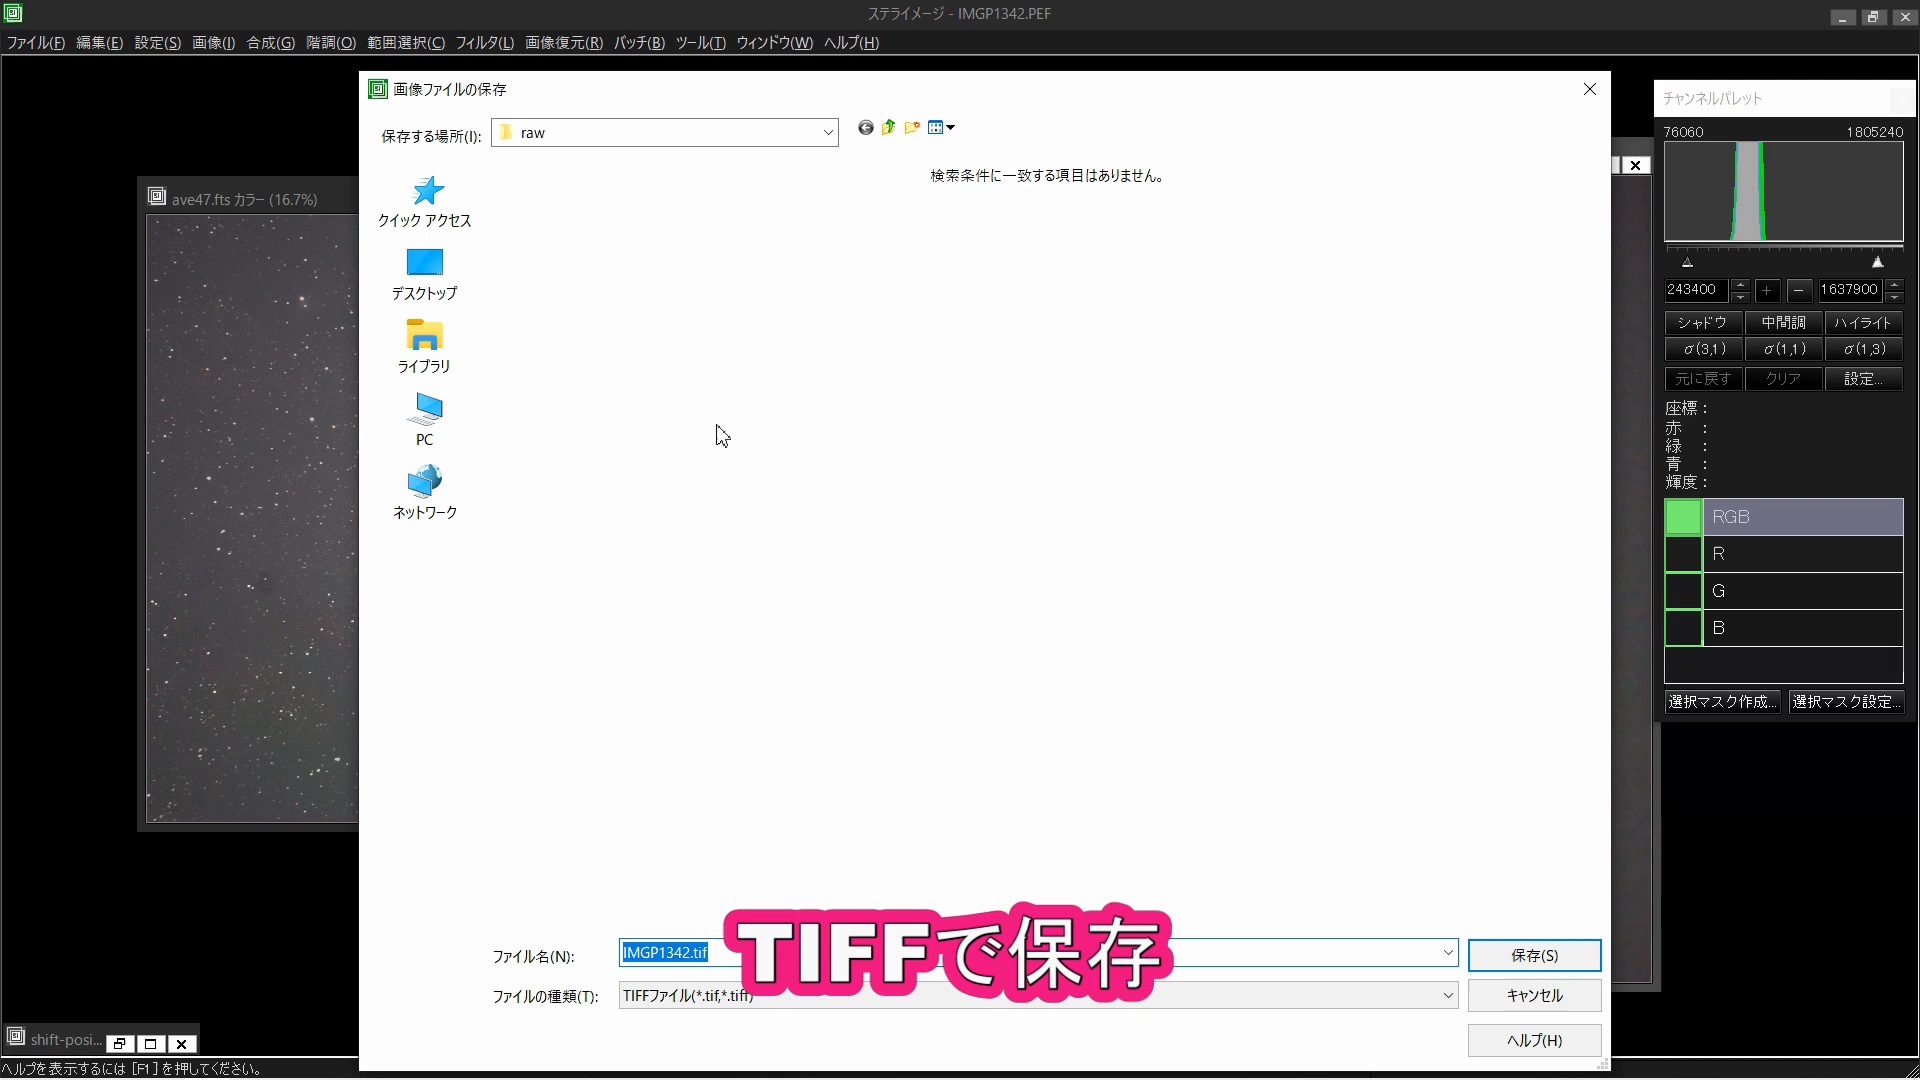 ステライメージ - IMGP1342.PEF
ファイル(F) 編集(E) 設定(S) 画像(I) 合成(G) 階調(O) 範囲選択(C) フィルタ(L) 画像復元(R) バッチ(B) ツール(T) ウィンドウ(W) ヘルプ(H)
画像ファイルの保存
保存する場所(I): raw
検索条件に一致する項目はありません。
クイック アクセス
デスクトップ
ライブラリ
PC
ネットワーク
ave47.fts カラー (16.7%)
TIFFで保存
ファイル名(N): IMGP1342.tif
保存(S)
ファイルの種類(T): TIFFファイル(*.tif,*.tiff)
キャンセル
ヘルプ(H)
チャンネルパレット
76060 1805240
243400 + − 1637900
シャドウ 中間調 ハイライト
σ(3,1) σ(1,1) σ(1,3)
元に戻す クリア 設定...
座標 :
赤 :
緑 :
青 :
輝度 :
RGB
R
G
B
選択マスク作成... 選択マスク設定...
shift-posi...
ヘルプを表示するには [F1] を押してください。